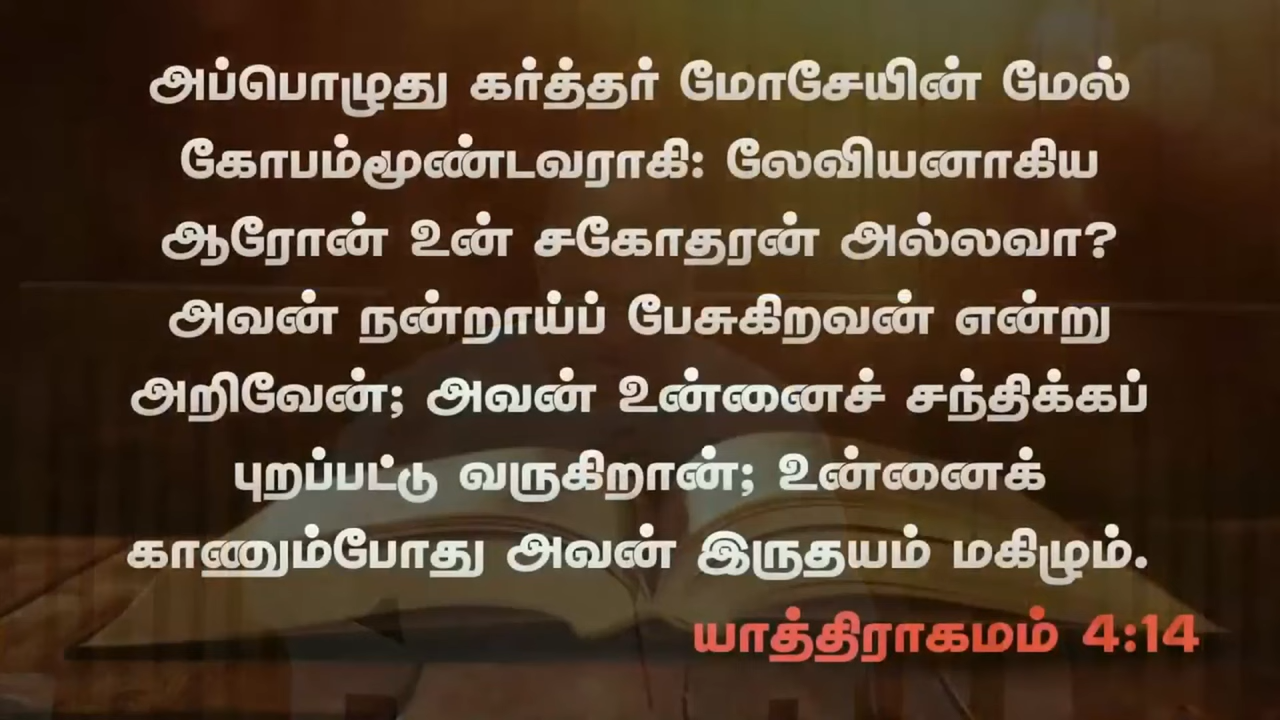 அப்பொழுது கர்த்தர் மோசேயின் மேல்
கோபம்மூண்டவராகி: லேவியனாகிய
ஆரோன் உன் சகோதரன் அல்லவா?
அவன் நன்றாய்ப் பேசுகிறவன் என்று
அறிவேன்; அவன் உன்னைச் சந்திக்கப்
புறப்பட்டு வருகிறான்; உன்னைக்
காணும்போது அவன் இருதயம் மகிழும்.
யாத்திராகமம் 4:14